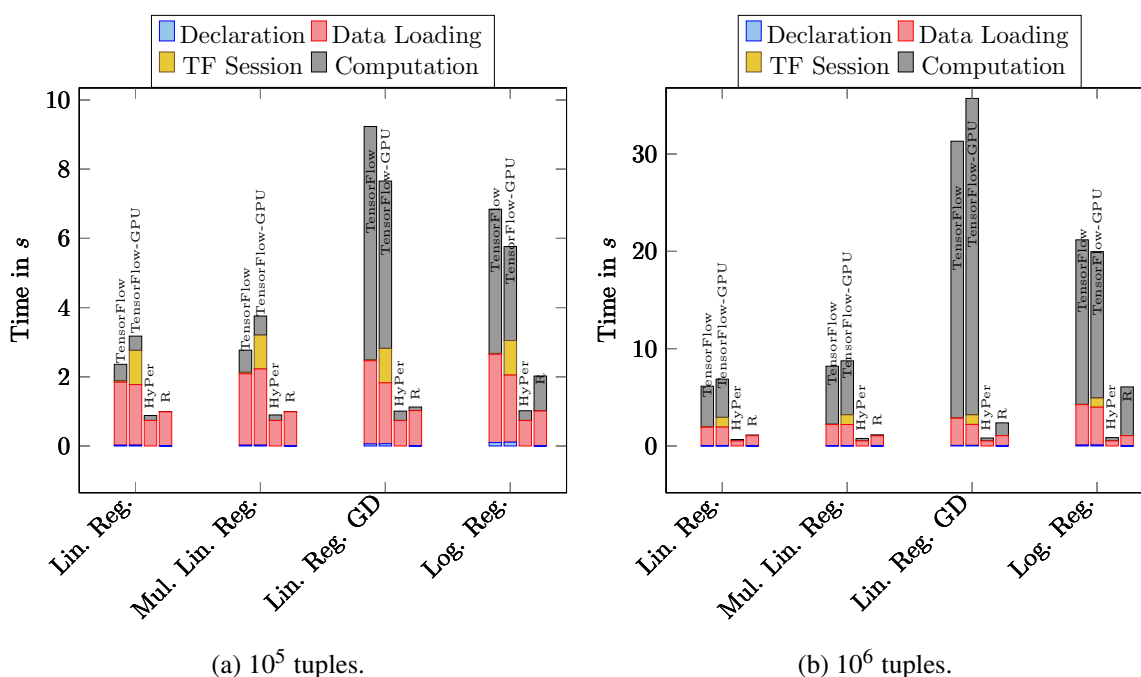 Declaration Data Loading
TF Session Computation
Time in s
10
8
6
4
2
0
TensorFlow
TensorFlow-GPU
HyPer
R
TensorFlow
TensorFlow-GPU
HyPer
R
TensorFlow
TensorFlow-GPU
HyPer
R
TensorFlow
TensorFlow-GPU
HyPer
R
Lin. Reg.
Mul. Lin. Reg.
Lin. Reg. GD
Log. Reg.
(a) 10⁵ tuples.
Declaration Data Loading
TF Session Computation
Time in s
30
20
10
0
TensorFlow
TensorFlow-GPU
HyPer
R
TensorFlow
TensorFlow-GPU
HyPer
R
TensorFlow
TensorFlow-GPU
HyPer
R
TensorFlow
TensorFlow-GPU
HyPer
R
Lin. Reg.
Mul. Lin. Reg.
Lin. Reg GD
Log. Reg.
(b) 10⁶ tuples.